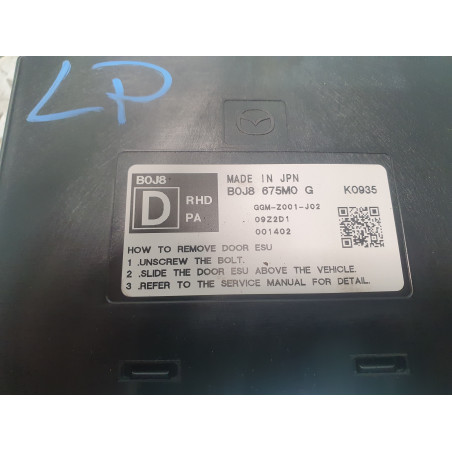 LP
B0J8
D
RHD
PA
MADE IN JPN
B0J8 675M0 G
K0935
GGM-Z001-J02
09Z2D1
001402
HOW TO REMOVE DOOR ESU
1 .UNSCREW THE BOLT.
2 .SLIDE THE DOOR ESU ABOVE THE VEHICLE.
3 .REFER TO THE SERVICE MANUAL FOR DETAIL.